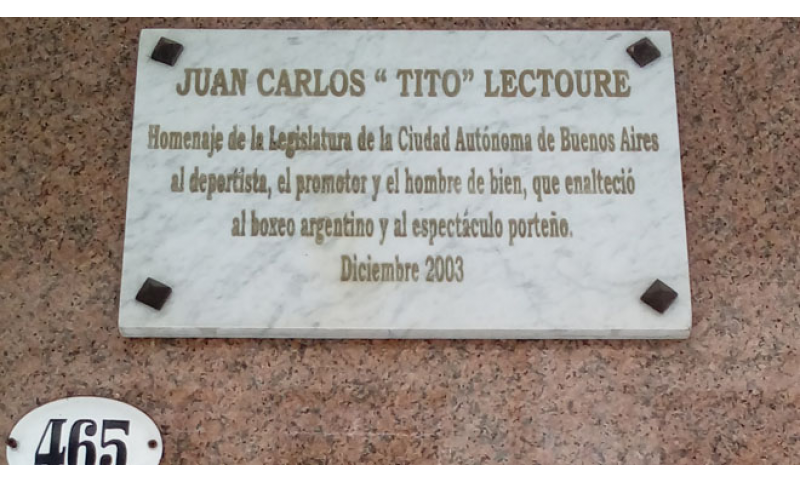 JUAN CARLOS “ TITO” LECTOURE
Homenaje de la Legislatura de la Ciudad Autónoma de Buenos Aires
al deportista, el promotor y el hombre de bien, que enalteció
al boxeo argentino y al espectáculo porteño.
Diciembre 2003
465